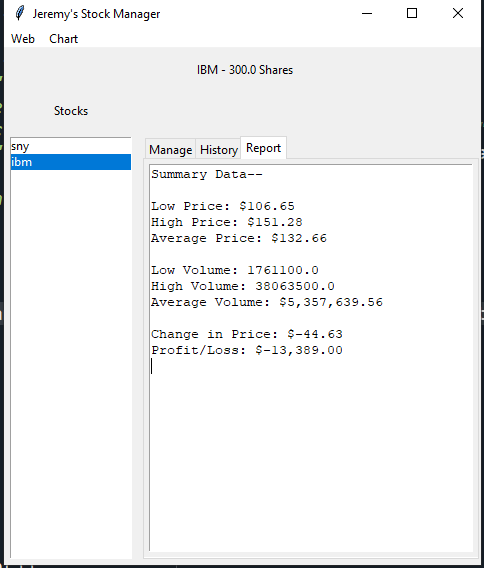 Jeremy's Stock Manager
Web Chart
IBM - 300.0 Shares
Stocks
sny
ibm
Manage History Report
Summary Data--
Low Price: $106.65
High Price: $151.28
Average Price: $132.66
Low Volume: 1761100.0
High Volume: 38063500.0
Average Volume: $5,357,639.56
Change in Price: $-44.63
Profit/Loss: $-13,389.00